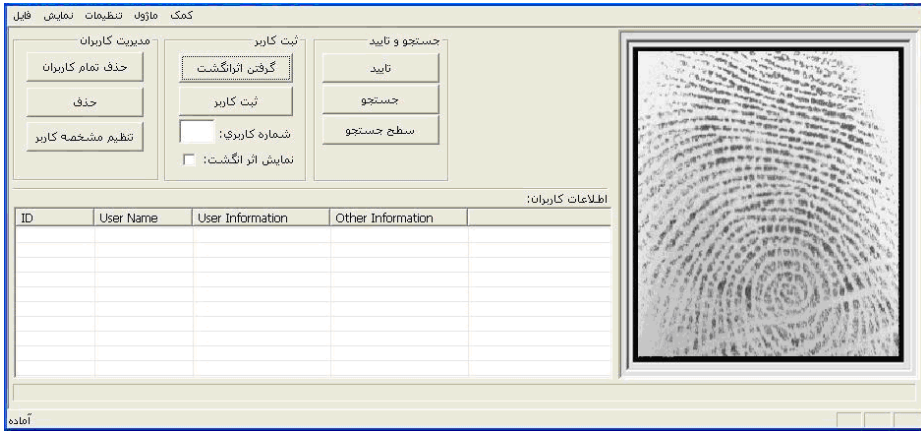 فایل نمایش تنظیمات ماژول کمک
جستجو و تایید
تایید
جستجو
سطح جستجو
ثبت کاربر
گرفتن اثرانگشت
ثبت کاربر
شماره کاربري:
نمایش اثر انگشت:
مدیریت کاربران
حذف تمام کاربران
حذف
تنظیم مشخصه کاربر
اطلاعات کاربران:
ID User Name User Information Other Information
آماده